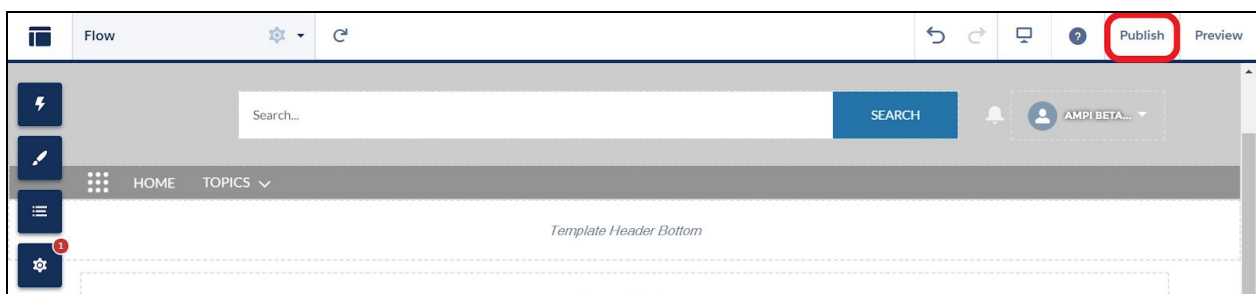 Flow ? Publish Preview
Search... SEARCH AMPI BETA...
HOME TOPICS
Template Header Bottom
1